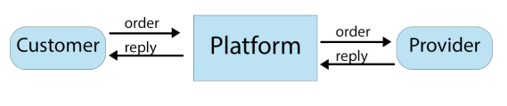 order
order
Customer
Platform
Provider
reply
reply